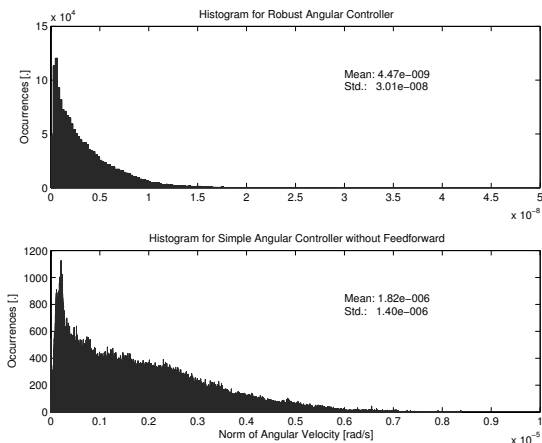 Histogram for Robust Angular Controller
x 10^4
15
10
5
0
Occurrences [.]
Mean: 4.47e−009
Std.: 3.01e−008
0 0.5 1 1.5 2 2.5 3 3.5 4 4.5 5
x 10^-8
Histogram for Simple Angular Controller without Feedforward
1200
1000
800
600
400
200
0
Occurrences [.]
Mean: 1.82e−006
Std.: 1.40e−006
0 0.1 0.2 0.3 0.4 0.5 0.6 0.7 0.8 0.9 1
Norm of Angular Velocity [rad/s]
x 10^-5